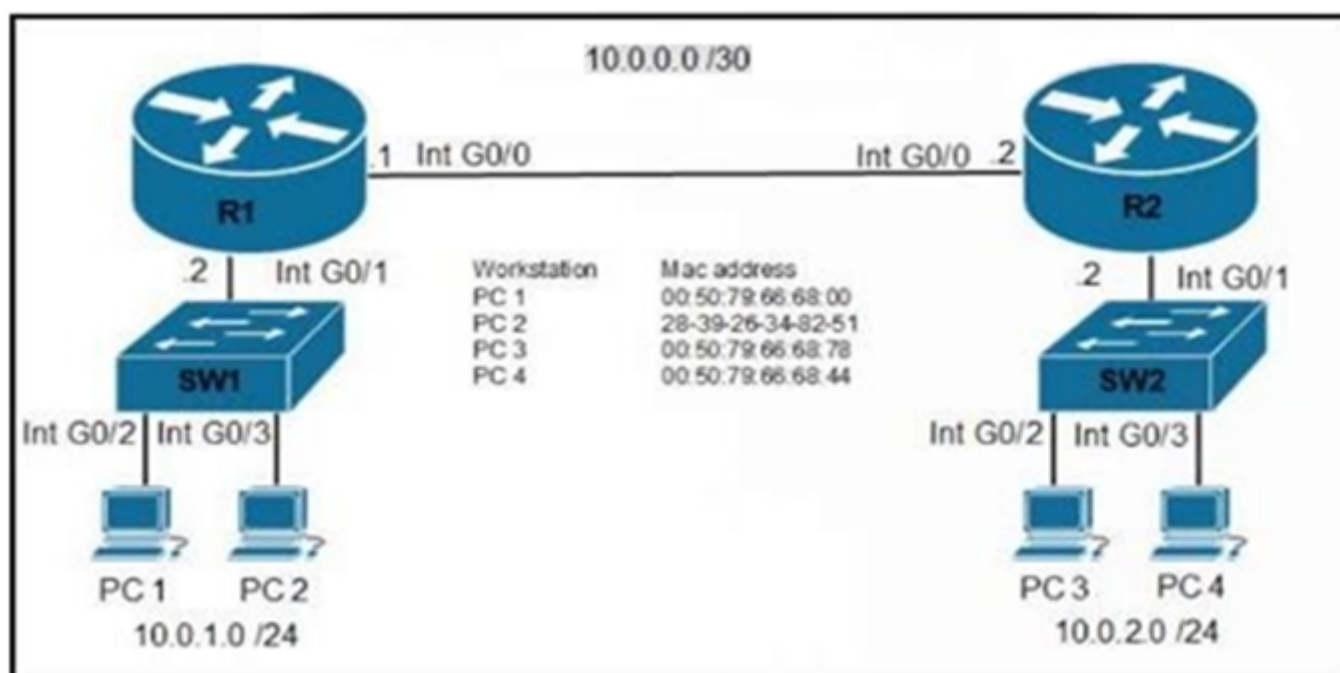 10.0.0.0 /30
.1 Int G0/0
Int G0/0 .2
R1
R2
.2 Int G0/1
.2 Int G0/1
Workstation Mac address
PC 1 00:50:79:66:68:00
PC 2 28-39-26-34-82-51
PC 3 00:50:79:66:68:78
PC 4 00:50:79:66:68:44
SW1
SW2
Int G0/2 Int G0/3
Int G0/2 Int G0/3
PC 1 PC 2
PC 3 PC 4
10.0.1.0 /24
10.0.2.0 /24